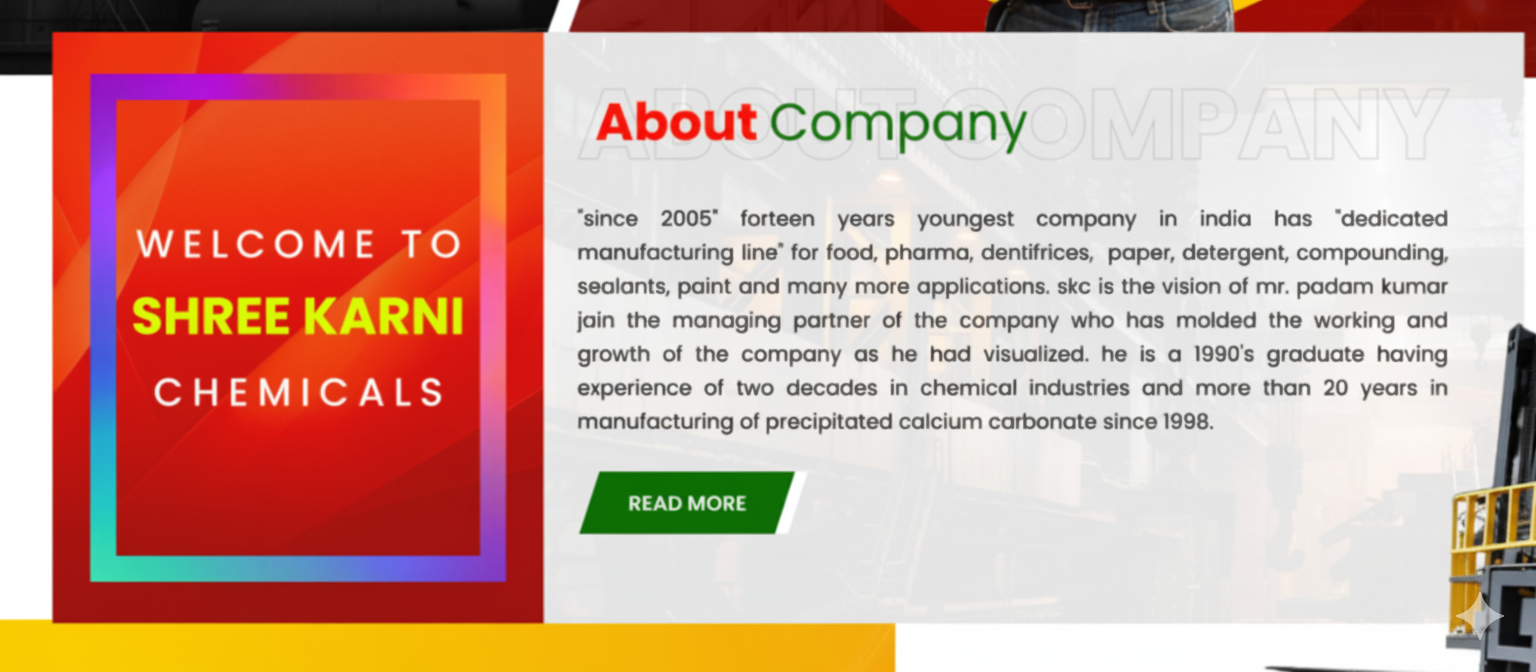 WELCOME TO
SHREE KARNI
CHEMICALS
ABOUT COMPANY
About Company
"since 2005" forteen years youngest company in india has "dedicated
manufacturing line" for food, pharma, dentifrices, paper, detergent, compounding,
sealants, paint and many more applications. skc is the vision of mr. padam kumar
jain the managing partner of the company who has molded the working and
growth of the company as he had visualized. he is a 1990's graduate having
experience of two decades in chemical industries and more than 20 years in
manufacturing of precipitated calcium carbonate since 1998.
READ MORE